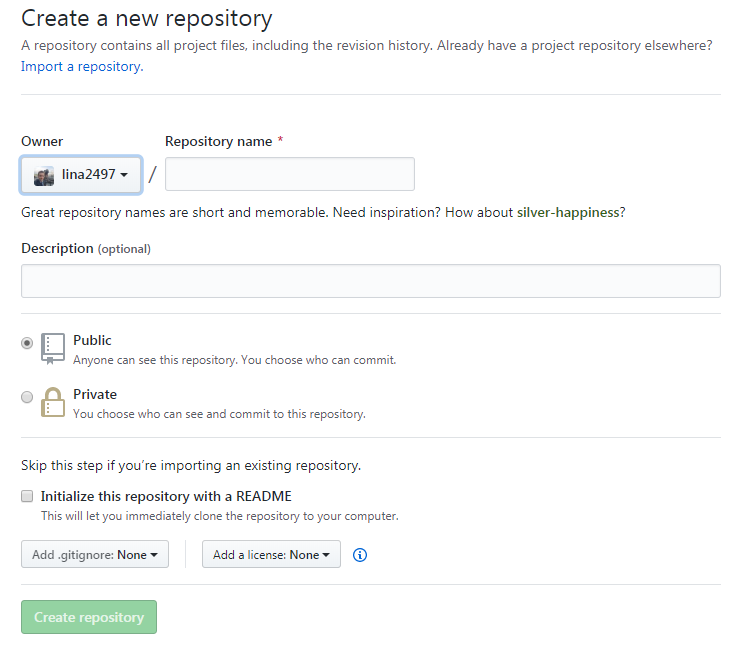 Create a new repository
A repository contains all project files, including the revision history. Already have a project repository elsewhere?
Import a repository.
Owner
Repository name *
lina2497
/
Great repository names are short and memorable. Need inspiration? How about silver-happiness?
Description (optional)
Public
Anyone can see this repository. You choose who can commit.
Private
You choose who can see and commit to this repository.
Skip this step if you’re importing an existing repository.
Initialize this repository with a README
This will let you immediately clone the repository to your computer.
Add .gitignore: None
Add a license: None
Create repository